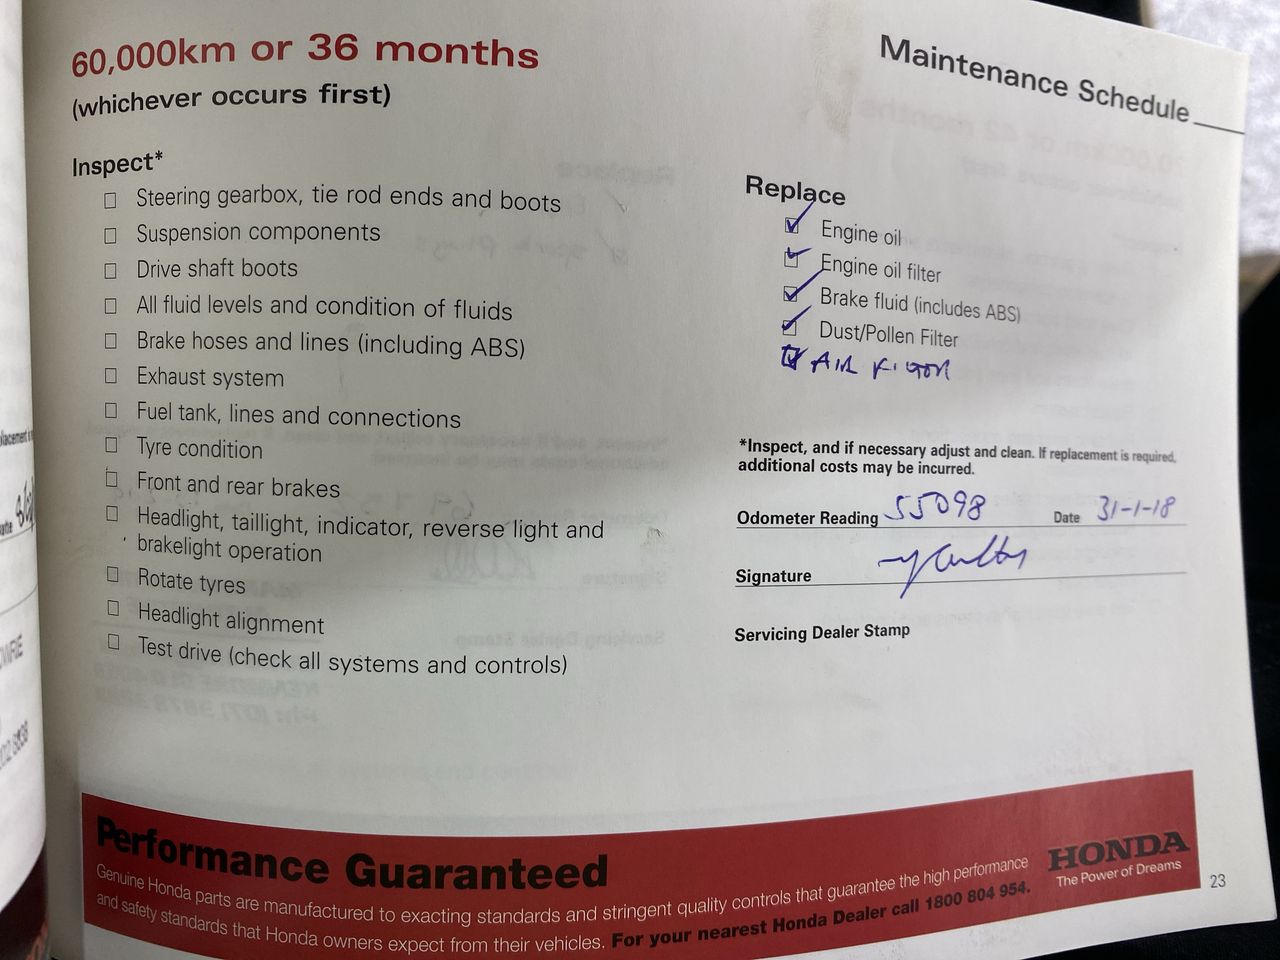 60,000km or 36 months
(whichever occurs first)
Maintenance Schedule
Inspect*
Steering gearbox, tie rod ends and boots
Suspension components
Drive shaft boots
All fluid levels and condition of fluids
Brake hoses and lines (including ABS)
Exhaust system
Fuel tank, lines and connections
Tyre condition
Front and rear brakes
Headlight, taillight, indicator, reverse light and
brakelight operation
Rotate tyres
Headlight alignment
Test drive (check all systems and controls)
Replace
Engine oil
Engine oil filter
Brake fluid (includes ABS)
Dust/Pollen Filter
AIR
*Inspect, and if necessary adjust and clean. If replacement is required,
additional costs may be incurred.
Odometer Reading 55098 Date 31-1-18
Signature
Servicing Dealer Stamp
Performance Guaranteed
Genuine Honda parts are manufactured to exacting standards and stringent quality controls that guarantee the high performance
and safety standards that Honda owners expect from their vehicles. For your nearest Honda Dealer call 1800 804 954.
HONDA
The Power of Dreams
23